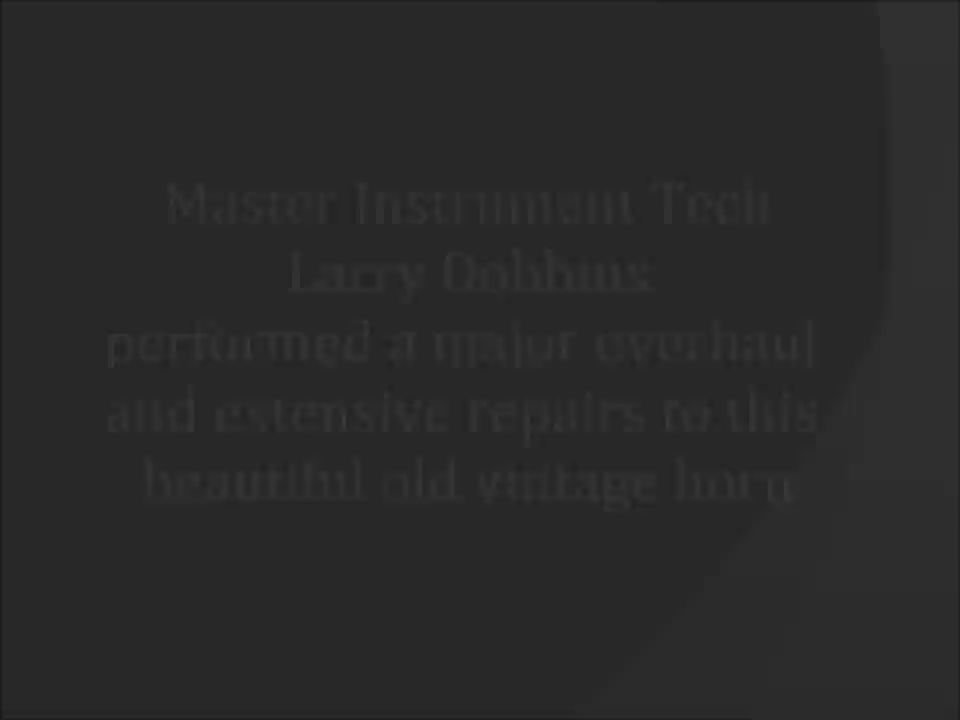 Master Instrument Tech
Larry Dobbins
performed a major overhaul
and extensive repairs to this
beautiful old vintage horn